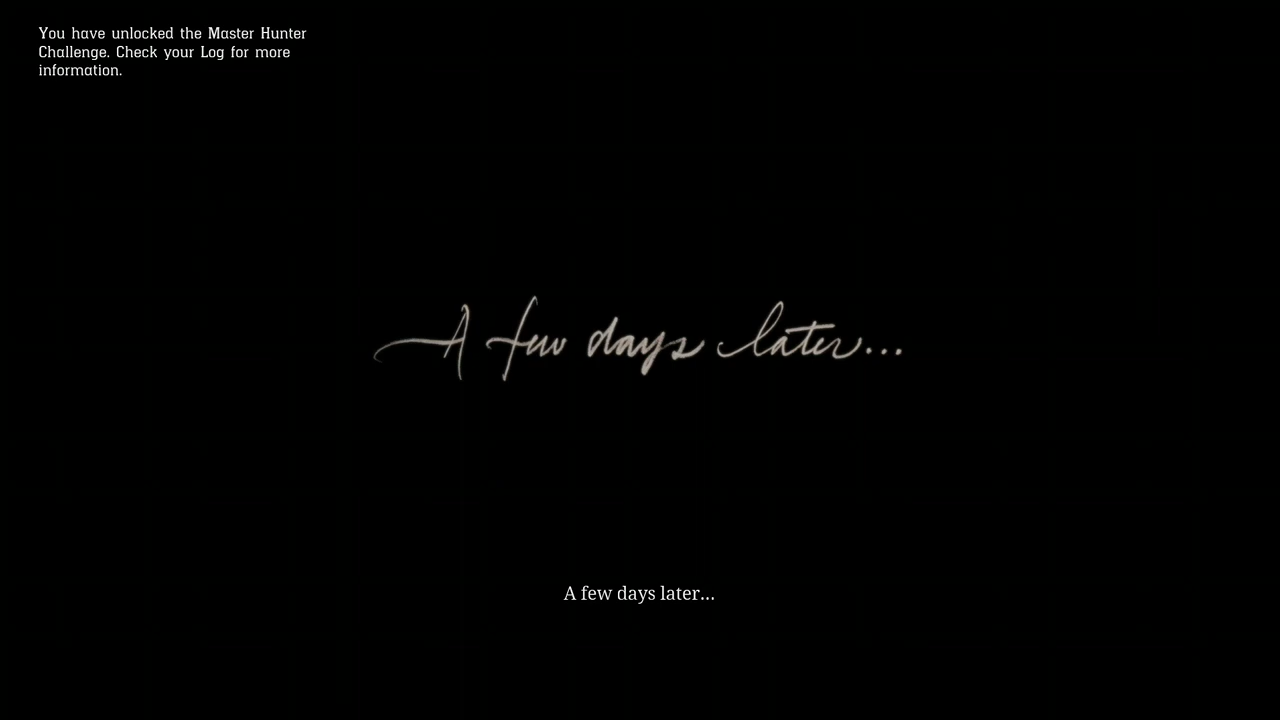 You have unlocked the Master Hunter
Challenge. Check your Log for more
information.
A few days later...
A few days later...